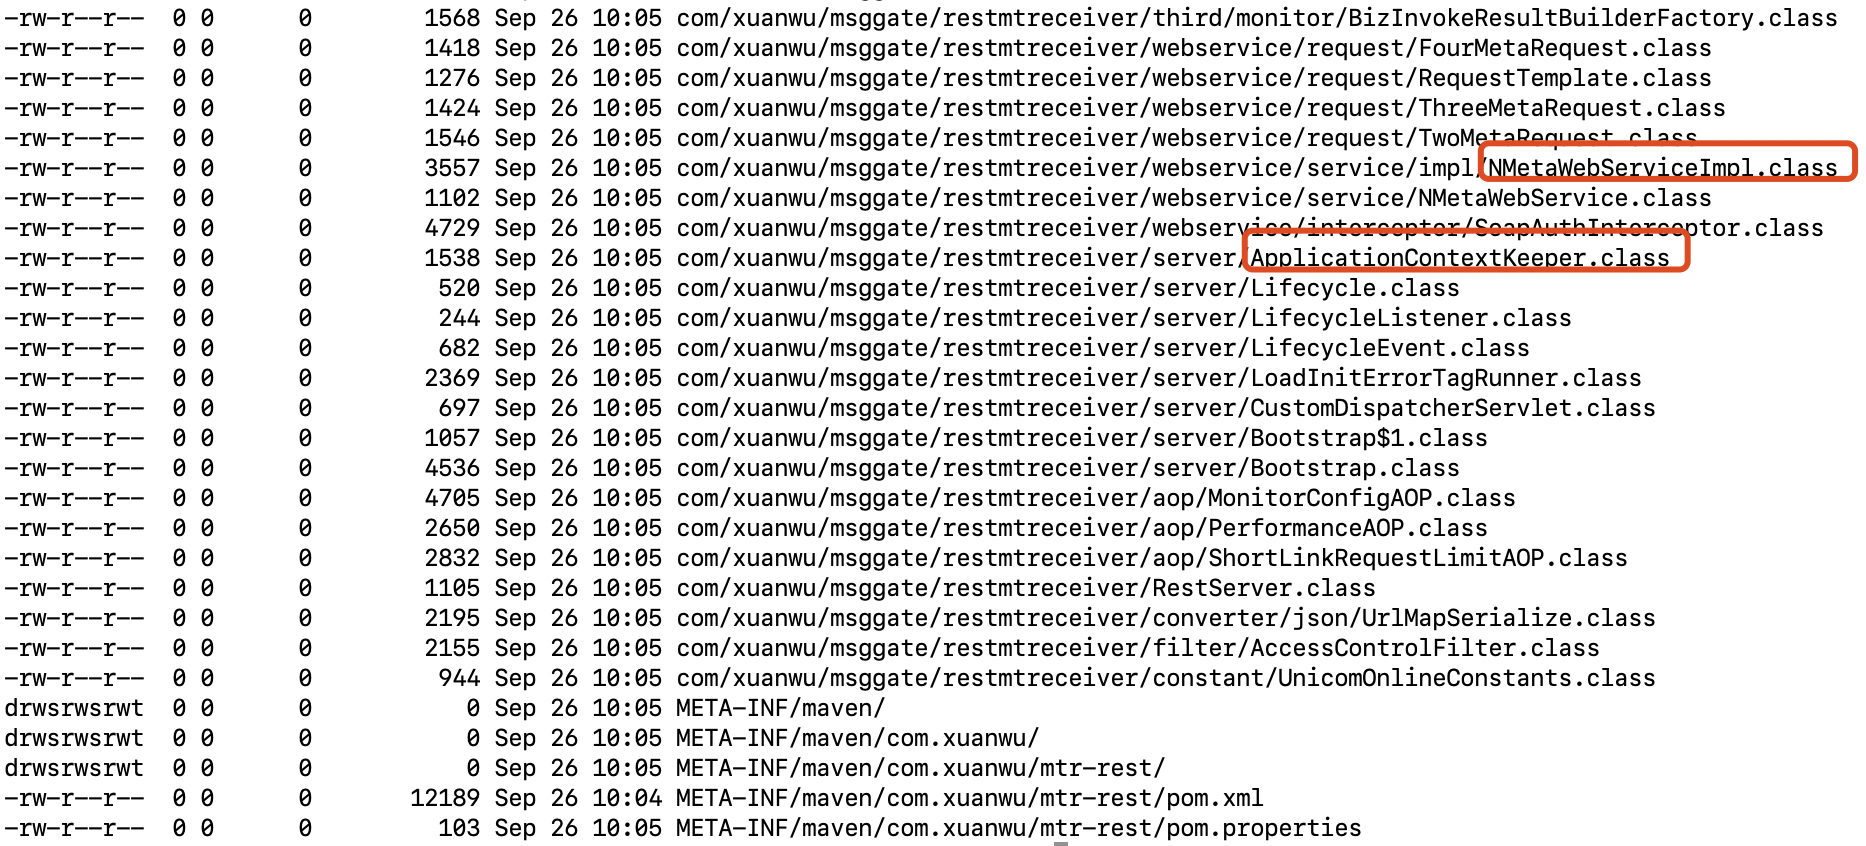 -rw-r--r--  0 0      0        1568 Sep 26 10:05 com/xuanwu/msggate/restmtreceiver/third/monitor/BizInvokeResultBuilderFactory.class
-rw-r--r--  0 0      0        1418 Sep 26 10:05 com/xuanwu/msggate/restmtreceiver/webservice/request/FourMetaRequest.class
-rw-r--r--  0 0      0        1276 Sep 26 10:05 com/xuanwu/msggate/restmtreceiver/webservice/request/RequestTemplate.class
-rw-r--r--  0 0      0        1424 Sep 26 10:05 com/xuanwu/msggate/restmtreceiver/webservice/request/ThreeMetaRequest.class
-rw-r--r--  0 0      0        1546 Sep 26 10:05 com/xuanwu/msggate/restmtreceiver/webservice/request/TwoMetaRequest.class
-rw-r--r--  0 0      0        3557 Sep 26 10:05 com/xuanwu/msggate/restmtreceiver/webservice/service/impl/NMetaWebServiceImpl.class
-rw-r--r--  0 0      0        1102 Sep 26 10:05 com/xuanwu/msggate/restmtreceiver/webservice/service/NMetaWebService.class
-rw-r--r--  0 0      0        4729 Sep 26 10:05 com/xuanwu/msggate/restmtreceiver/webservice/interceptor/SoapAuthInterceptor.class
-rw-r--r--  0 0      0        1538 Sep 26 10:05 com/xuanwu/msggate/restmtreceiver/server/ApplicationContextKeeper.class
-rw-r--r--  0 0      0         520 Sep 26 10:05 com/xuanwu/msggate/restmtreceiver/server/Lifecycle.class
-rw-r--r--  0 0      0         244 Sep 26 10:05 com/xuanwu/msggate/restmtreceiver/server/LifecycleListener.class
-rw-r--r--  0 0      0         682 Sep 26 10:05 com/xuanwu/msggate/restmtreceiver/server/LifecycleEvent.class
-rw-r--r--  0 0      0        2369 Sep 26 10:05 com/xuanwu/msggate/restmtreceiver/server/LoadInitErrorTagRunner.class
-rw-r--r--  0 0      0         697 Sep 26 10:05 com/xuanwu/msggate/restmtreceiver/server/CustomDispatcherServlet.class
-rw-r--r--  0 0      0        1057 Sep 26 10:05 com/xuanwu/msggate/restmtreceiver/server/Bootstrap$1.class
-rw-r--r--  0 0      0        4536 Sep 26 10:05 com/xuanwu/msggate/restmtreceiver/server/Bootstrap.class
-rw-r--r--  0 0      0        4705 Sep 26 10:05 com/xuanwu/msggate/restmtreceiver/aop/MonitorConfigAOP.class
-rw-r--r--  0 0      0        2650 Sep 26 10:05 com/xuanwu/msggate/restmtreceiver/aop/PerformanceAOP.class
-rw-r--r--  0 0      0        2832 Sep 26 10:05 com/xuanwu/msggate/restmtreceiver/aop/ShortLinkRequestLimitAOP.class
-rw-r--r--  0 0      0        1105 Sep 26 10:05 com/xuanwu/msggate/restmtreceiver/RestServer.class
-rw-r--r--  0 0      0        2195 Sep 26 10:05 com/xuanwu/msggate/restmtreceiver/converter/json/UrlMapSerialize.class
-rw-r--r--  0 0      0        2155 Sep 26 10:05 com/xuanwu/msggate/restmtreceiver/filter/AccessControlFilter.class
-rw-r--r--  0 0      0         944 Sep 26 10:05 com/xuanwu/msggate/restmtreceiver/constant/UnicomOnlineConstants.class
drwsrwsrwt  0 0      0           0 Sep 26 10:05 META-INF/maven/
drwsrwsrwt  0 0      0           0 Sep 26 10:05 META-INF/maven/com.xuanwu/
drwsrwsrwt  0 0      0           0 Sep 26 10:05 META-INF/maven/com.xuanwu/mtr-rest/
-rw-r--r--  0 0      0       12189 Sep 26 10:04 META-INF/maven/com.xuanwu/mtr-rest/pom.xml
-rw-r--r--  0 0      0         103 Sep 26 10:05 META-INF/maven/com.xuanwu/mtr-rest/pom.properties